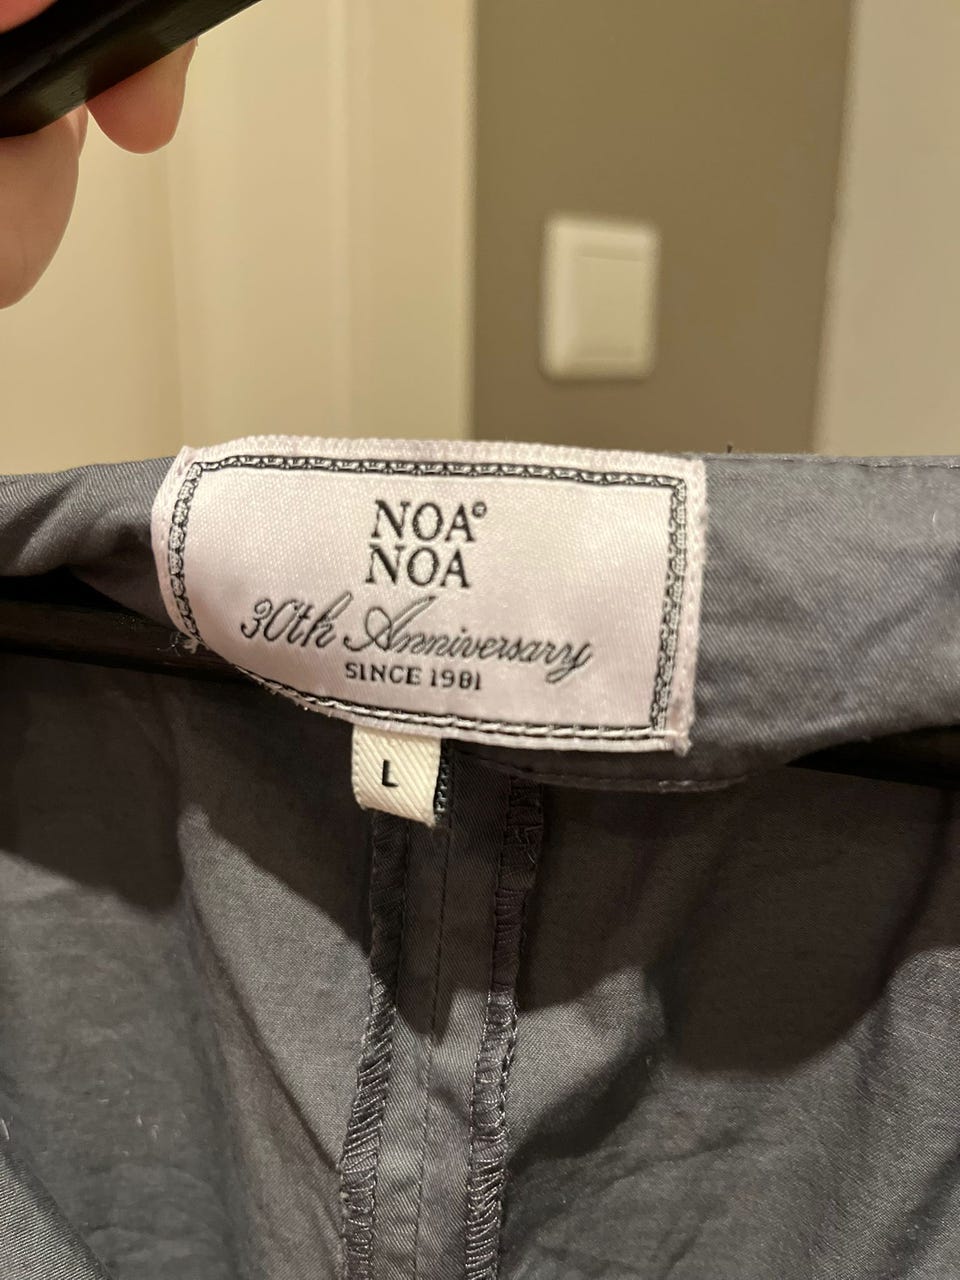 NOA®
NOA
30th Anniversary
SINCE 1981
L